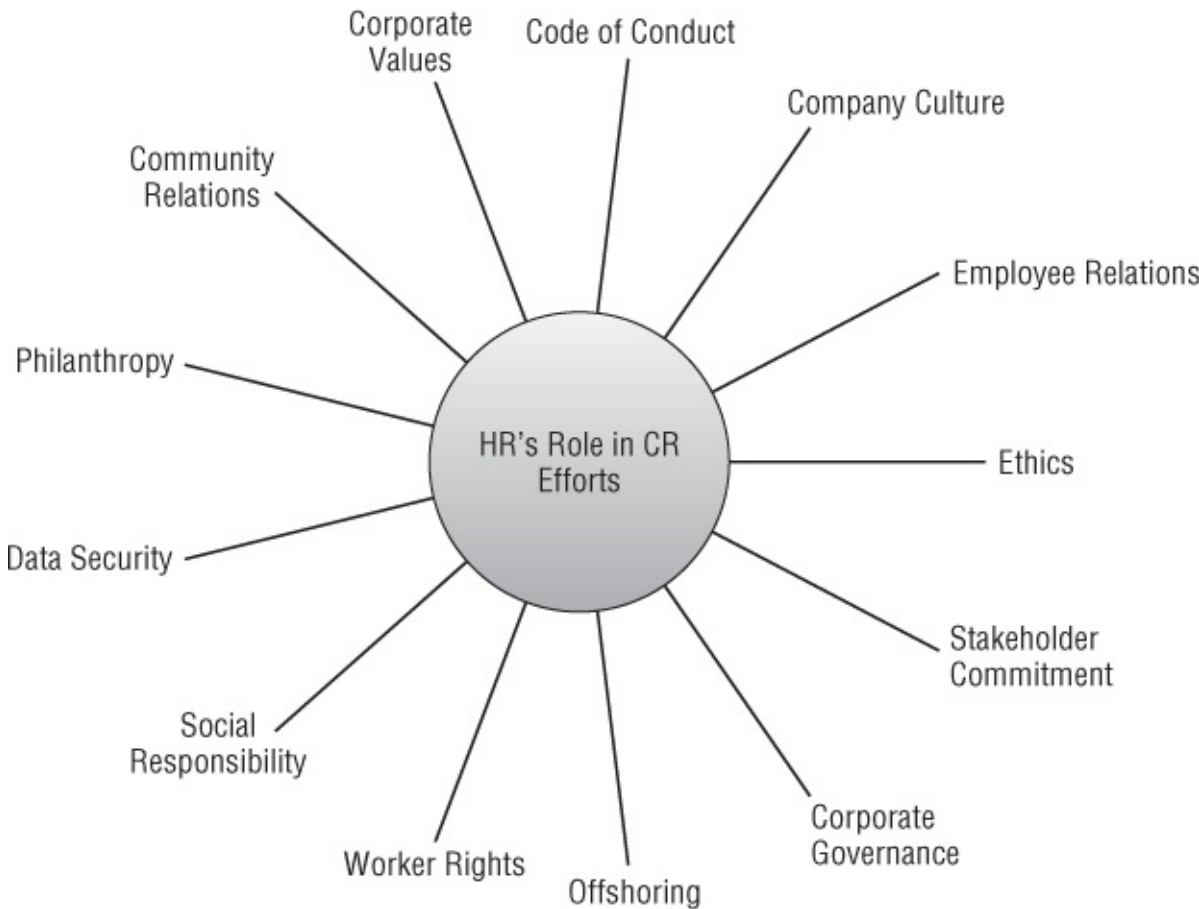 Corporate
Values
Code of Conduct
Company Culture
Community
Relations
Employee Relations
Philanthropy
HR's Role in CR
Efforts
Ethics
Data Security
Stakeholder
Commitment
Social
Responsibility
Corporate
Governance
Worker Rights
Offshoring